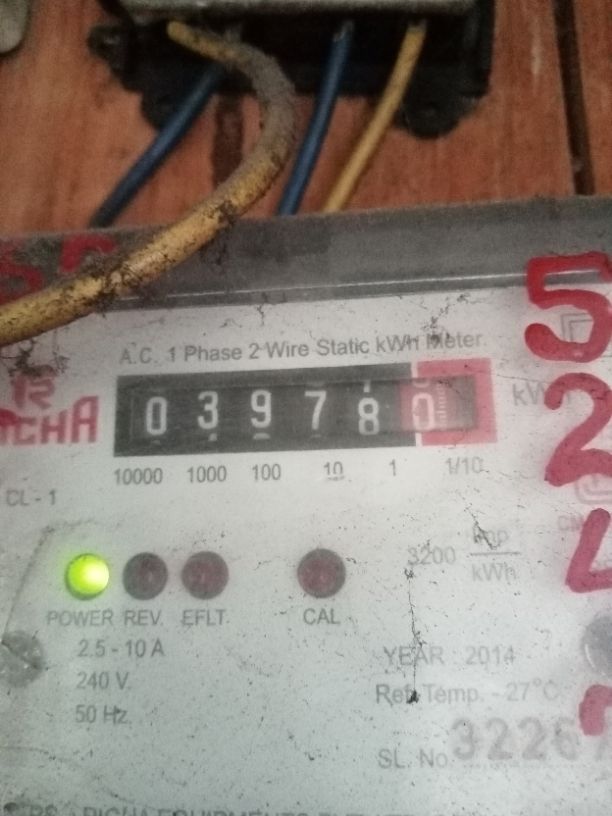 A.C. 1 Phase 2 Wire Static kWh Meter.
0 3 9 7 8 0
10000 1000 100 10 1 1/10
CL - 1
3200 imp
kWh
POWER REV. EFLT. CAL
2.5 - 10 A
240 V.
50 Hz.
YEAR : 2014
Ref. Temp. - 27°C
SL. No. 3226
5
2